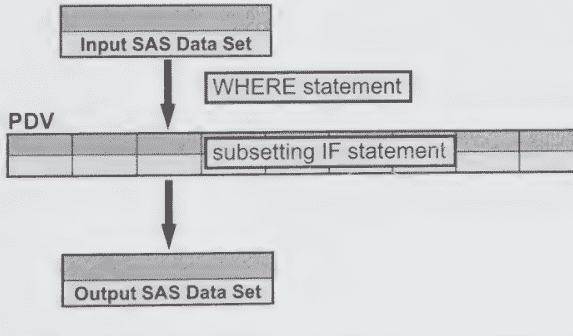 Input SAS Data Set
WHERE statement
PDV
subsetting IF statement
Output SAS Data Set